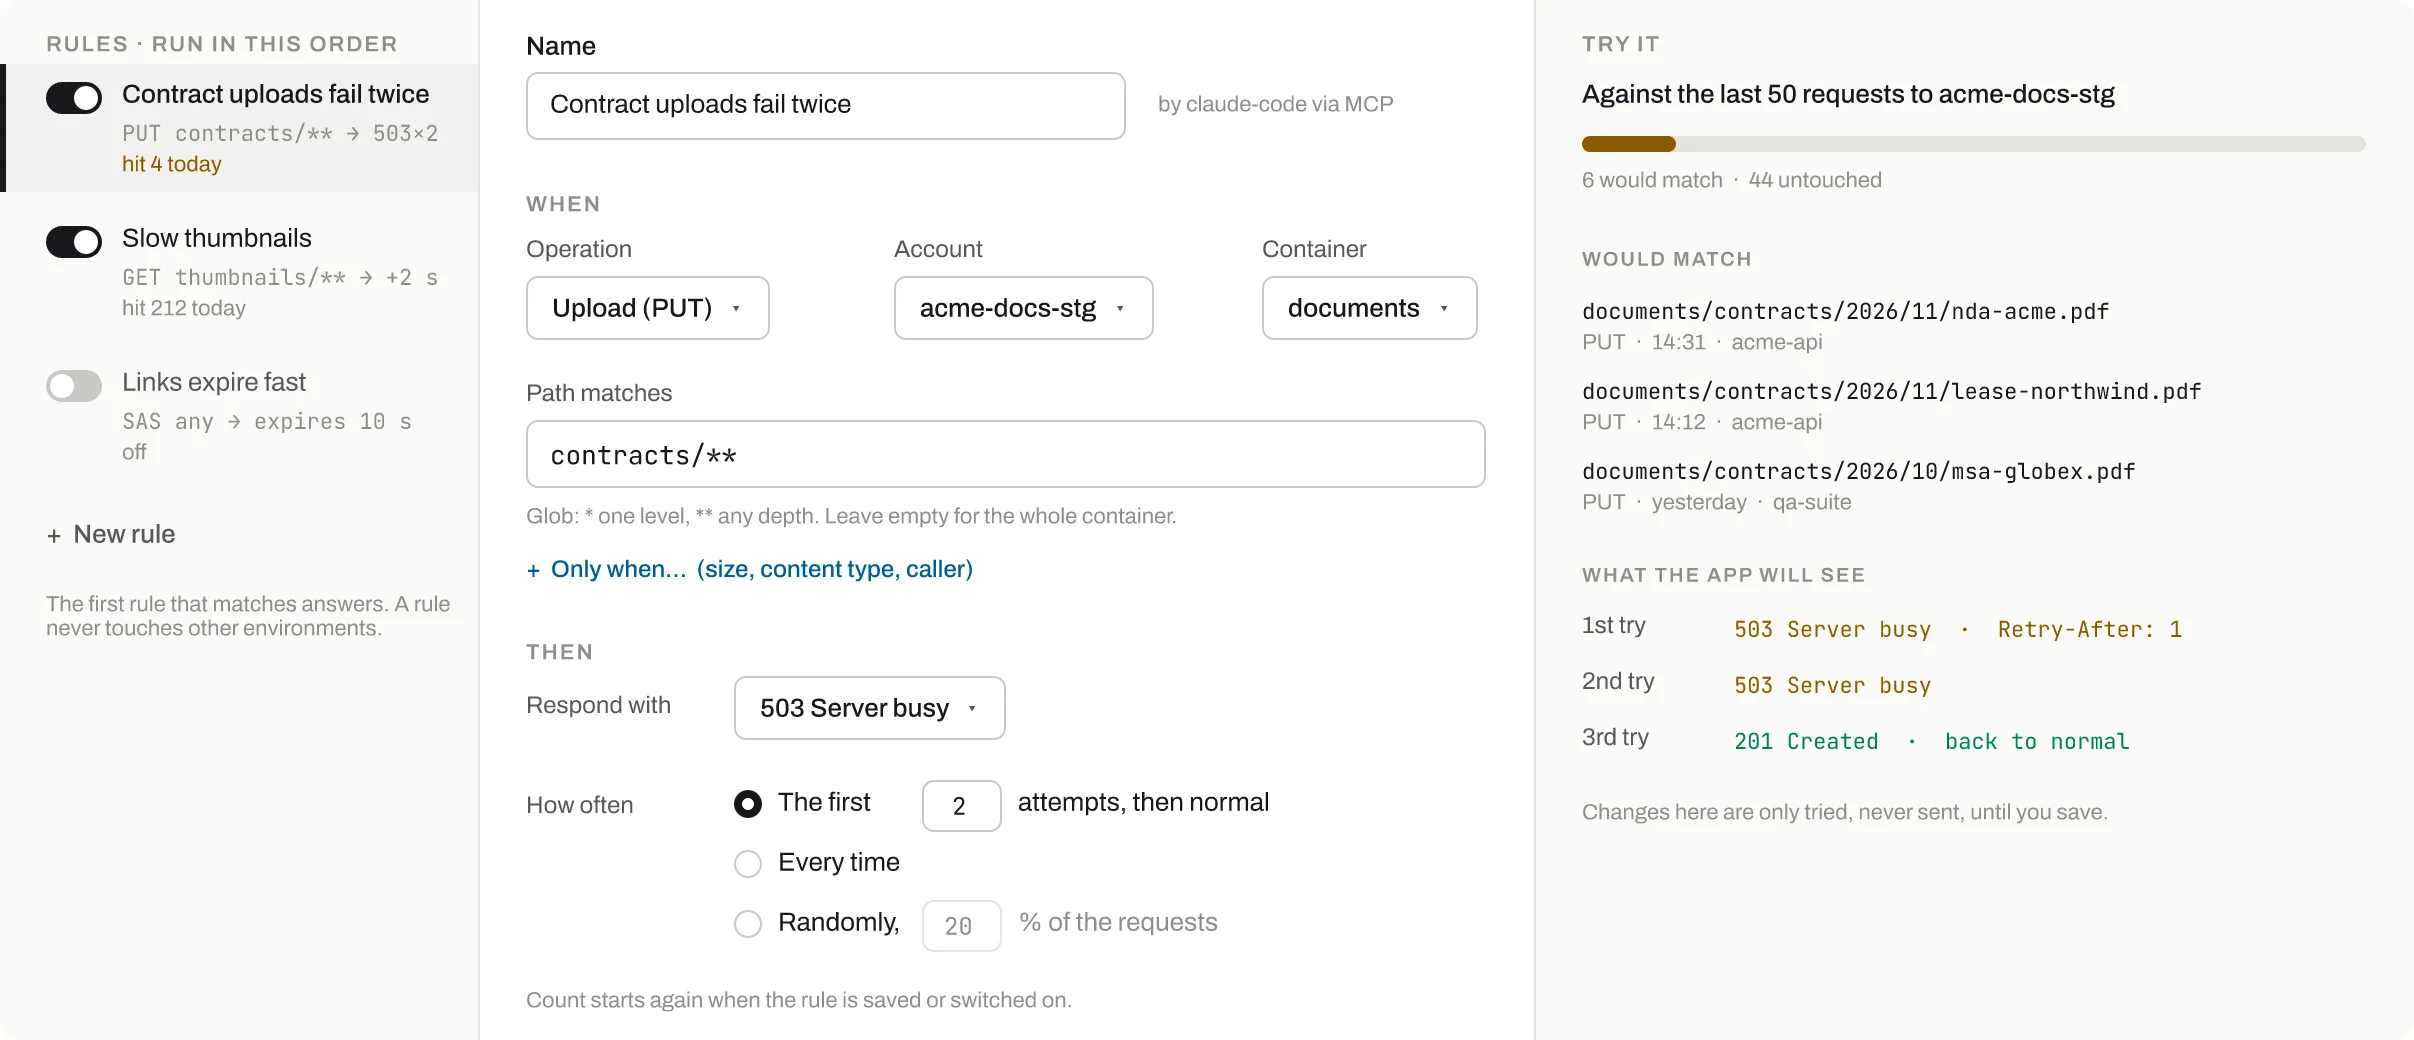 RULES · RUN IN THIS ORDER
Contract uploads fail twice
PUT contracts/** → 503×2
hit 4 today
Slow thumbnails
GET thumbnails/** → +2 s
hit 212 today
Links expire fast
SAS any → expires 10 s
off
+ New rule
The first rule that matches answers. A rule
never touches other environments.
Name
Contract uploads fail twice
by claude-code via MCP
WHEN
Operation
Account
Container
Upload (PUT)
acme-docs-stg
documents
Path matches
contracts/**
Glob: * one level, ** any depth. Leave empty for the whole container.
+ Only when... (size, content type, caller)
THEN
Respond with
503 Server busy
How often
The first 2 attempts, then normal
Every time
Randomly, 20 % of the requests
Count starts again when the rule is saved or switched on.
TRY IT
Against the last 50 requests to acme-docs-stg
6 would match · 44 untouched
WOULD MATCH
documents/contracts/2026/11/nda-acme.pdf
PUT · 14:31 · acme-api
documents/contracts/2026/11/lease-northwind.pdf
PUT · 14:12 · acme-api
documents/contracts/2026/10/msa-globex.pdf
PUT · yesterday · qa-suite
WHAT THE APP WILL SEE
1st try 503 Server busy · Retry-After: 1
2nd try 503 Server busy
3rd try 201 Created · back to normal
Changes here are only tried, never sent, until you save.